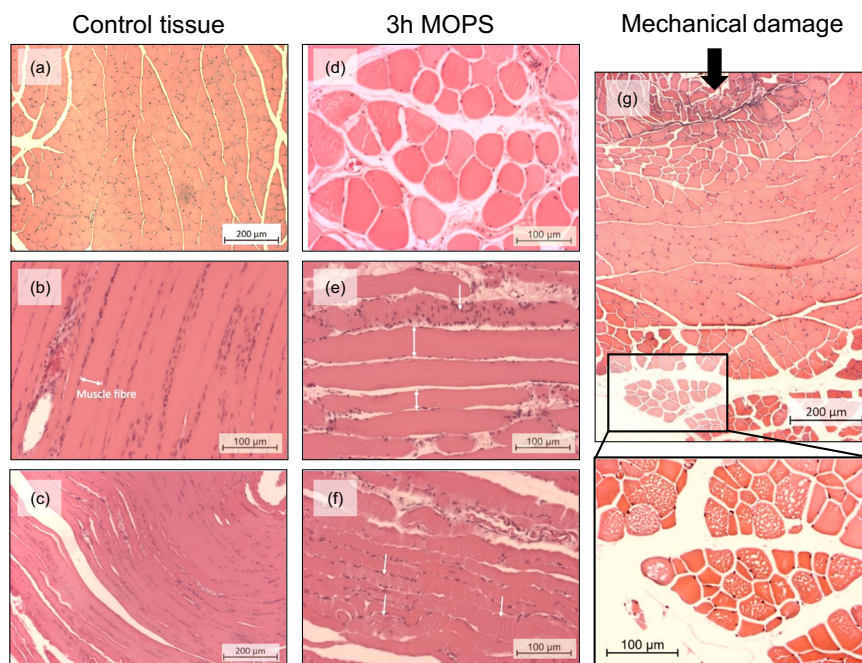 Control tissue
3h MOPS
Mechanical damage
(a)
200 µm
(d)
100 µm
(g)
200 µm
(b)
Muscle fibre
100 µm
(e)
100 µm
(c)
200 µm
(f)
100 µm
100 µm